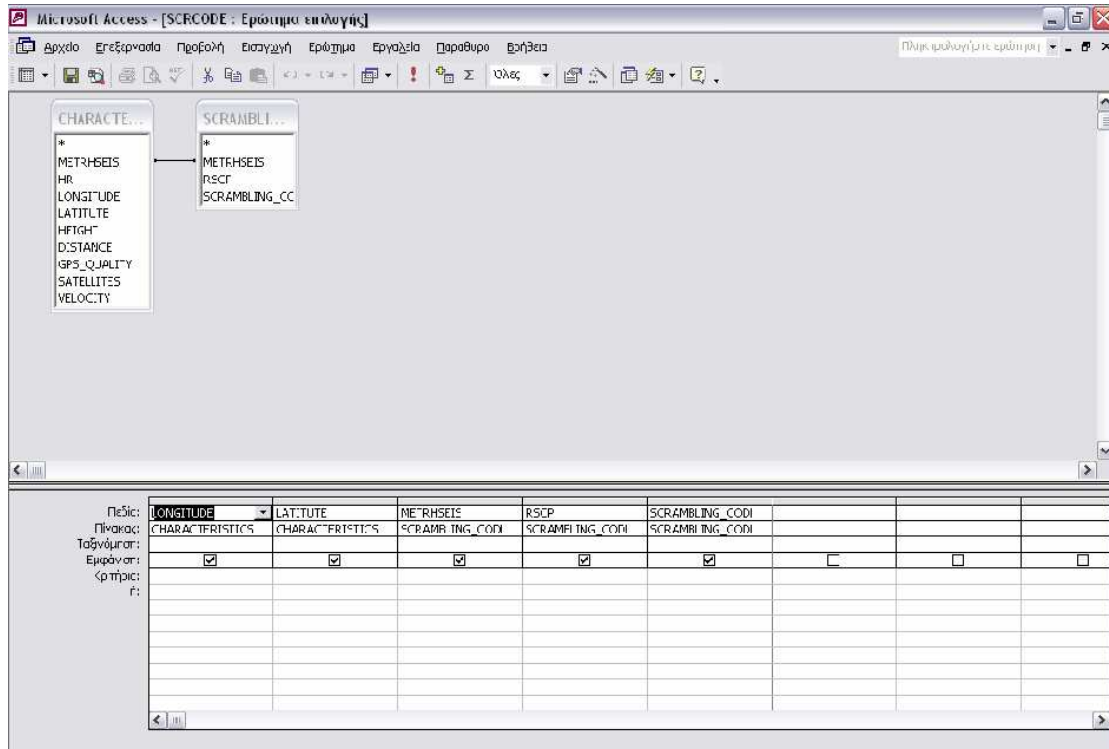 Microsoft Access - [SCRCODE : Ερώτημα επιλογής]
Αρχείο Επεξεργασία Προβολή Εισαγωγή Ερώτημα Εργαλεία Παράθυρο Βοήθεια
Όλες
CHARACTE... SCRAMBLI...
*
METRHSEIS
HR
LONGITUDE
LATITUTE
HEIGHT
DISTANCE
GPS_QUALITY
SATELLITES
VELOCITY
*
METRHSEIS
RSCP
SCRAMBLING_CO
Πεδίο: LONGITUDE LATITUTE METRHSEIS RSCP SCRAMBLING_CODI
Πίνακας: CHARACTERISTICS CHARACTERISTICS SCRAMBLING_CODI SCRAMBLING_CODI SCRAMBLING_CODI
Ταξινόμηση:
Εμφάνιση:
Κριτήρια:
ή: